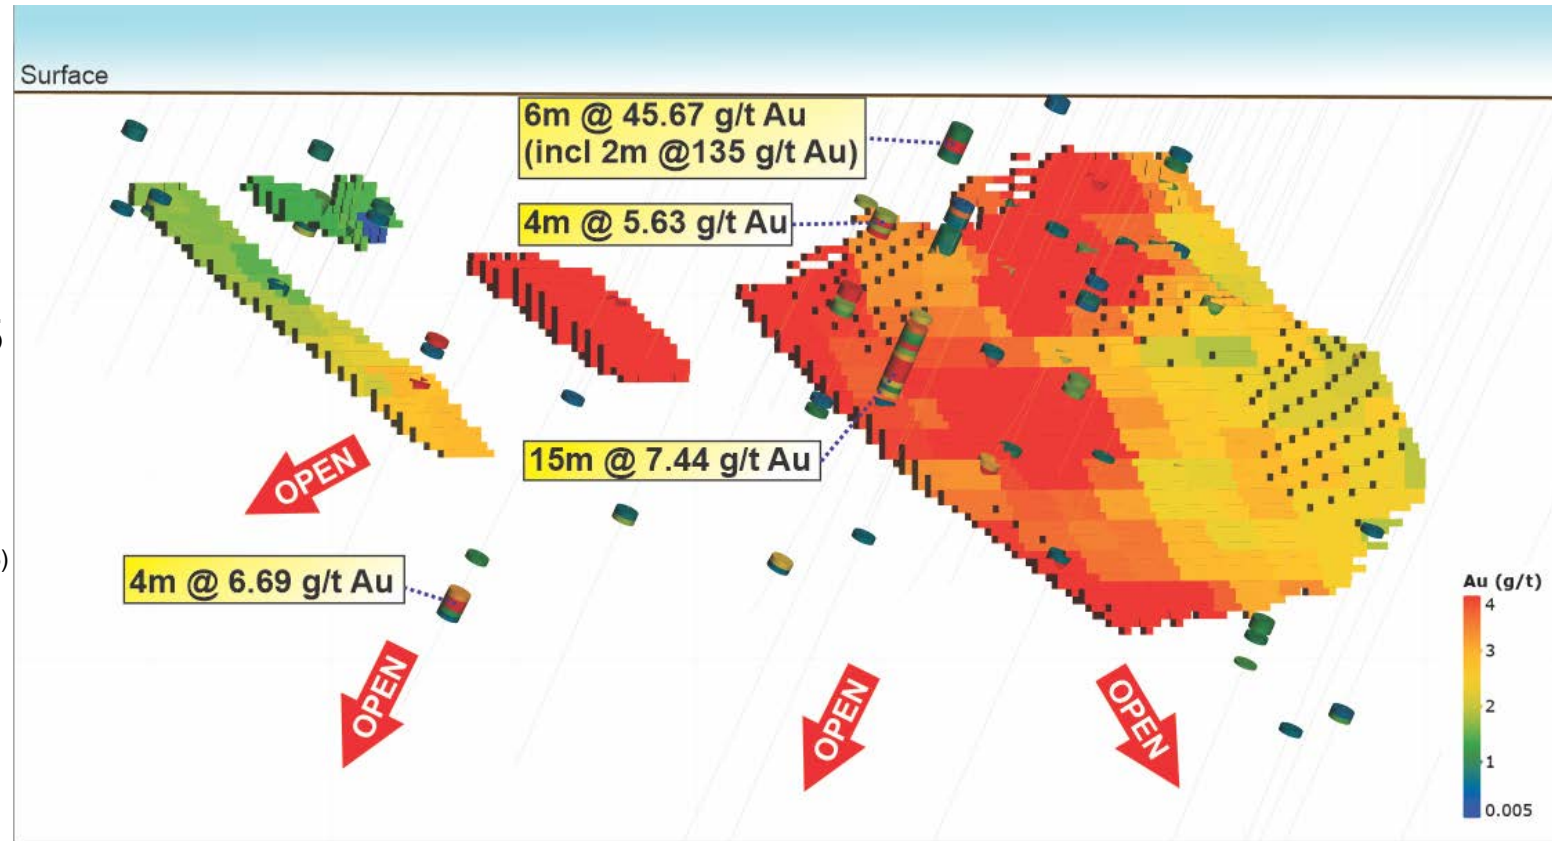 Surface
6m @ 45.67 g/t Au
(incl 2m @135 g/t Au)
4m @ 5.63 g/t Au
15m @ 7.44 g/t Au
OPEN
4m @ 6.69 g/t Au
OPEN
OPEN
OPEN
Au (g/t)
4
3
2
1
0.005
)
)